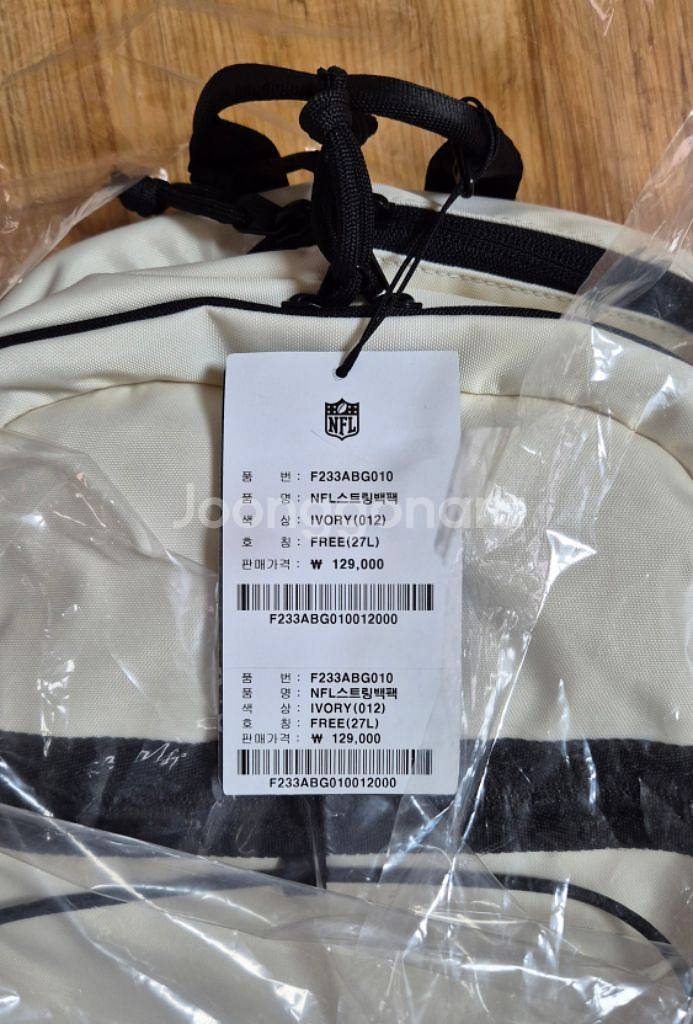 NFL
품 번 : F233ABG010
품 명 : NFL스트링백팩
색 상 : IVORY(012)
호 칭 : FREE(27L)
판매가격 : ₩ 129,000
F233ABG010012000
품 번 : F233ABG010
품 명 : NFL스트링백팩
색 상 : IVORY(012)
호 칭 : FREE(27L)
판매가격 : ₩ 129,000
F233ABG010012000
Joonggonara